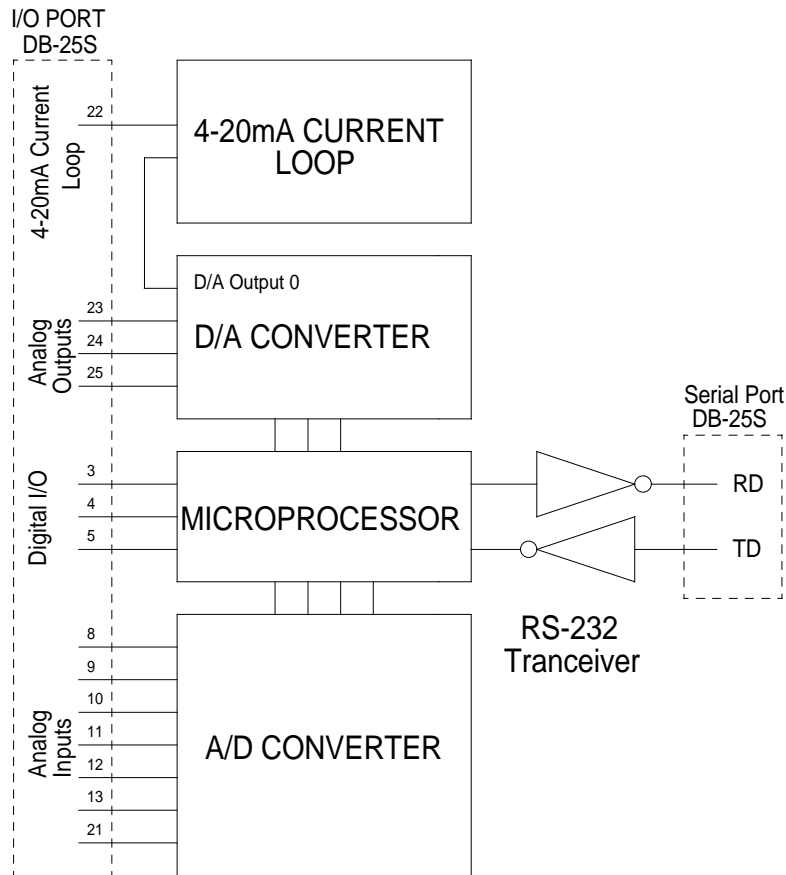 I/O PORT
DB-25S
4-20mA Current
Loop
22
4-20mA CURRENT
LOOP
D/A Output 0
D/A CONVERTER
Analog
Outputs
23
24
25
Digital I/O
3
4
5
MICROPROCESSOR
Serial Port
DB-25S
RD
TD
RS-232
Tranceiver
Analog
Inputs
8
9
10
11
12
13
21
A/D CONVERTER